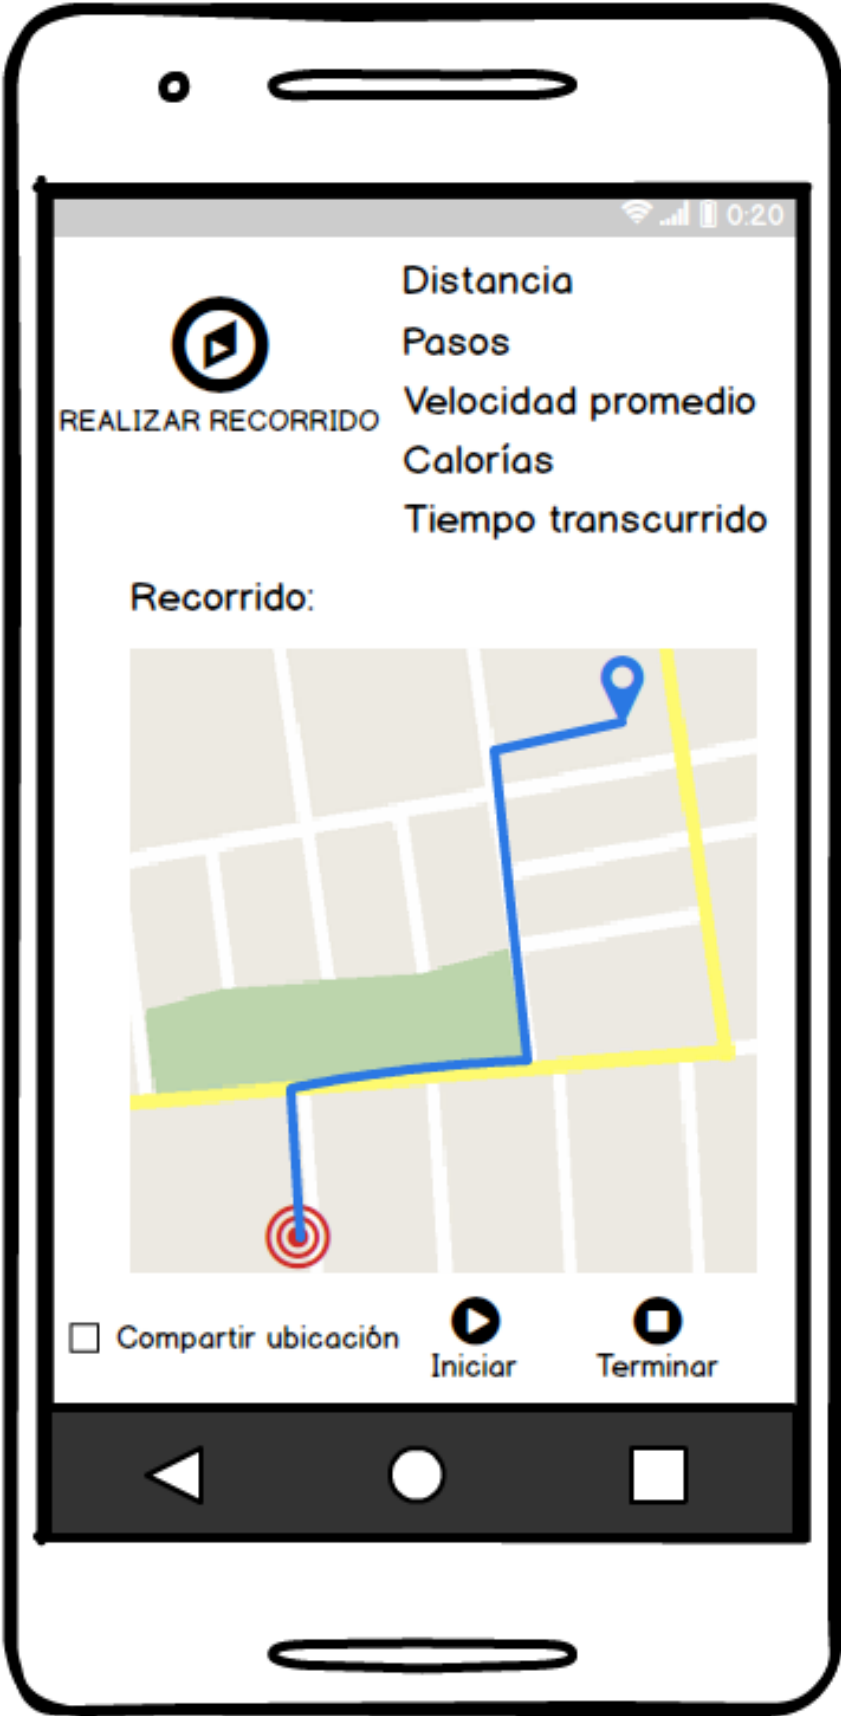 0:20
REALIZAR RECORRIDO
Distancia
Pasos
Velocidad promedio
Calorías
Tiempo transcurrido
Recorrido:
Compartir ubicación
Iniciar
Terminar